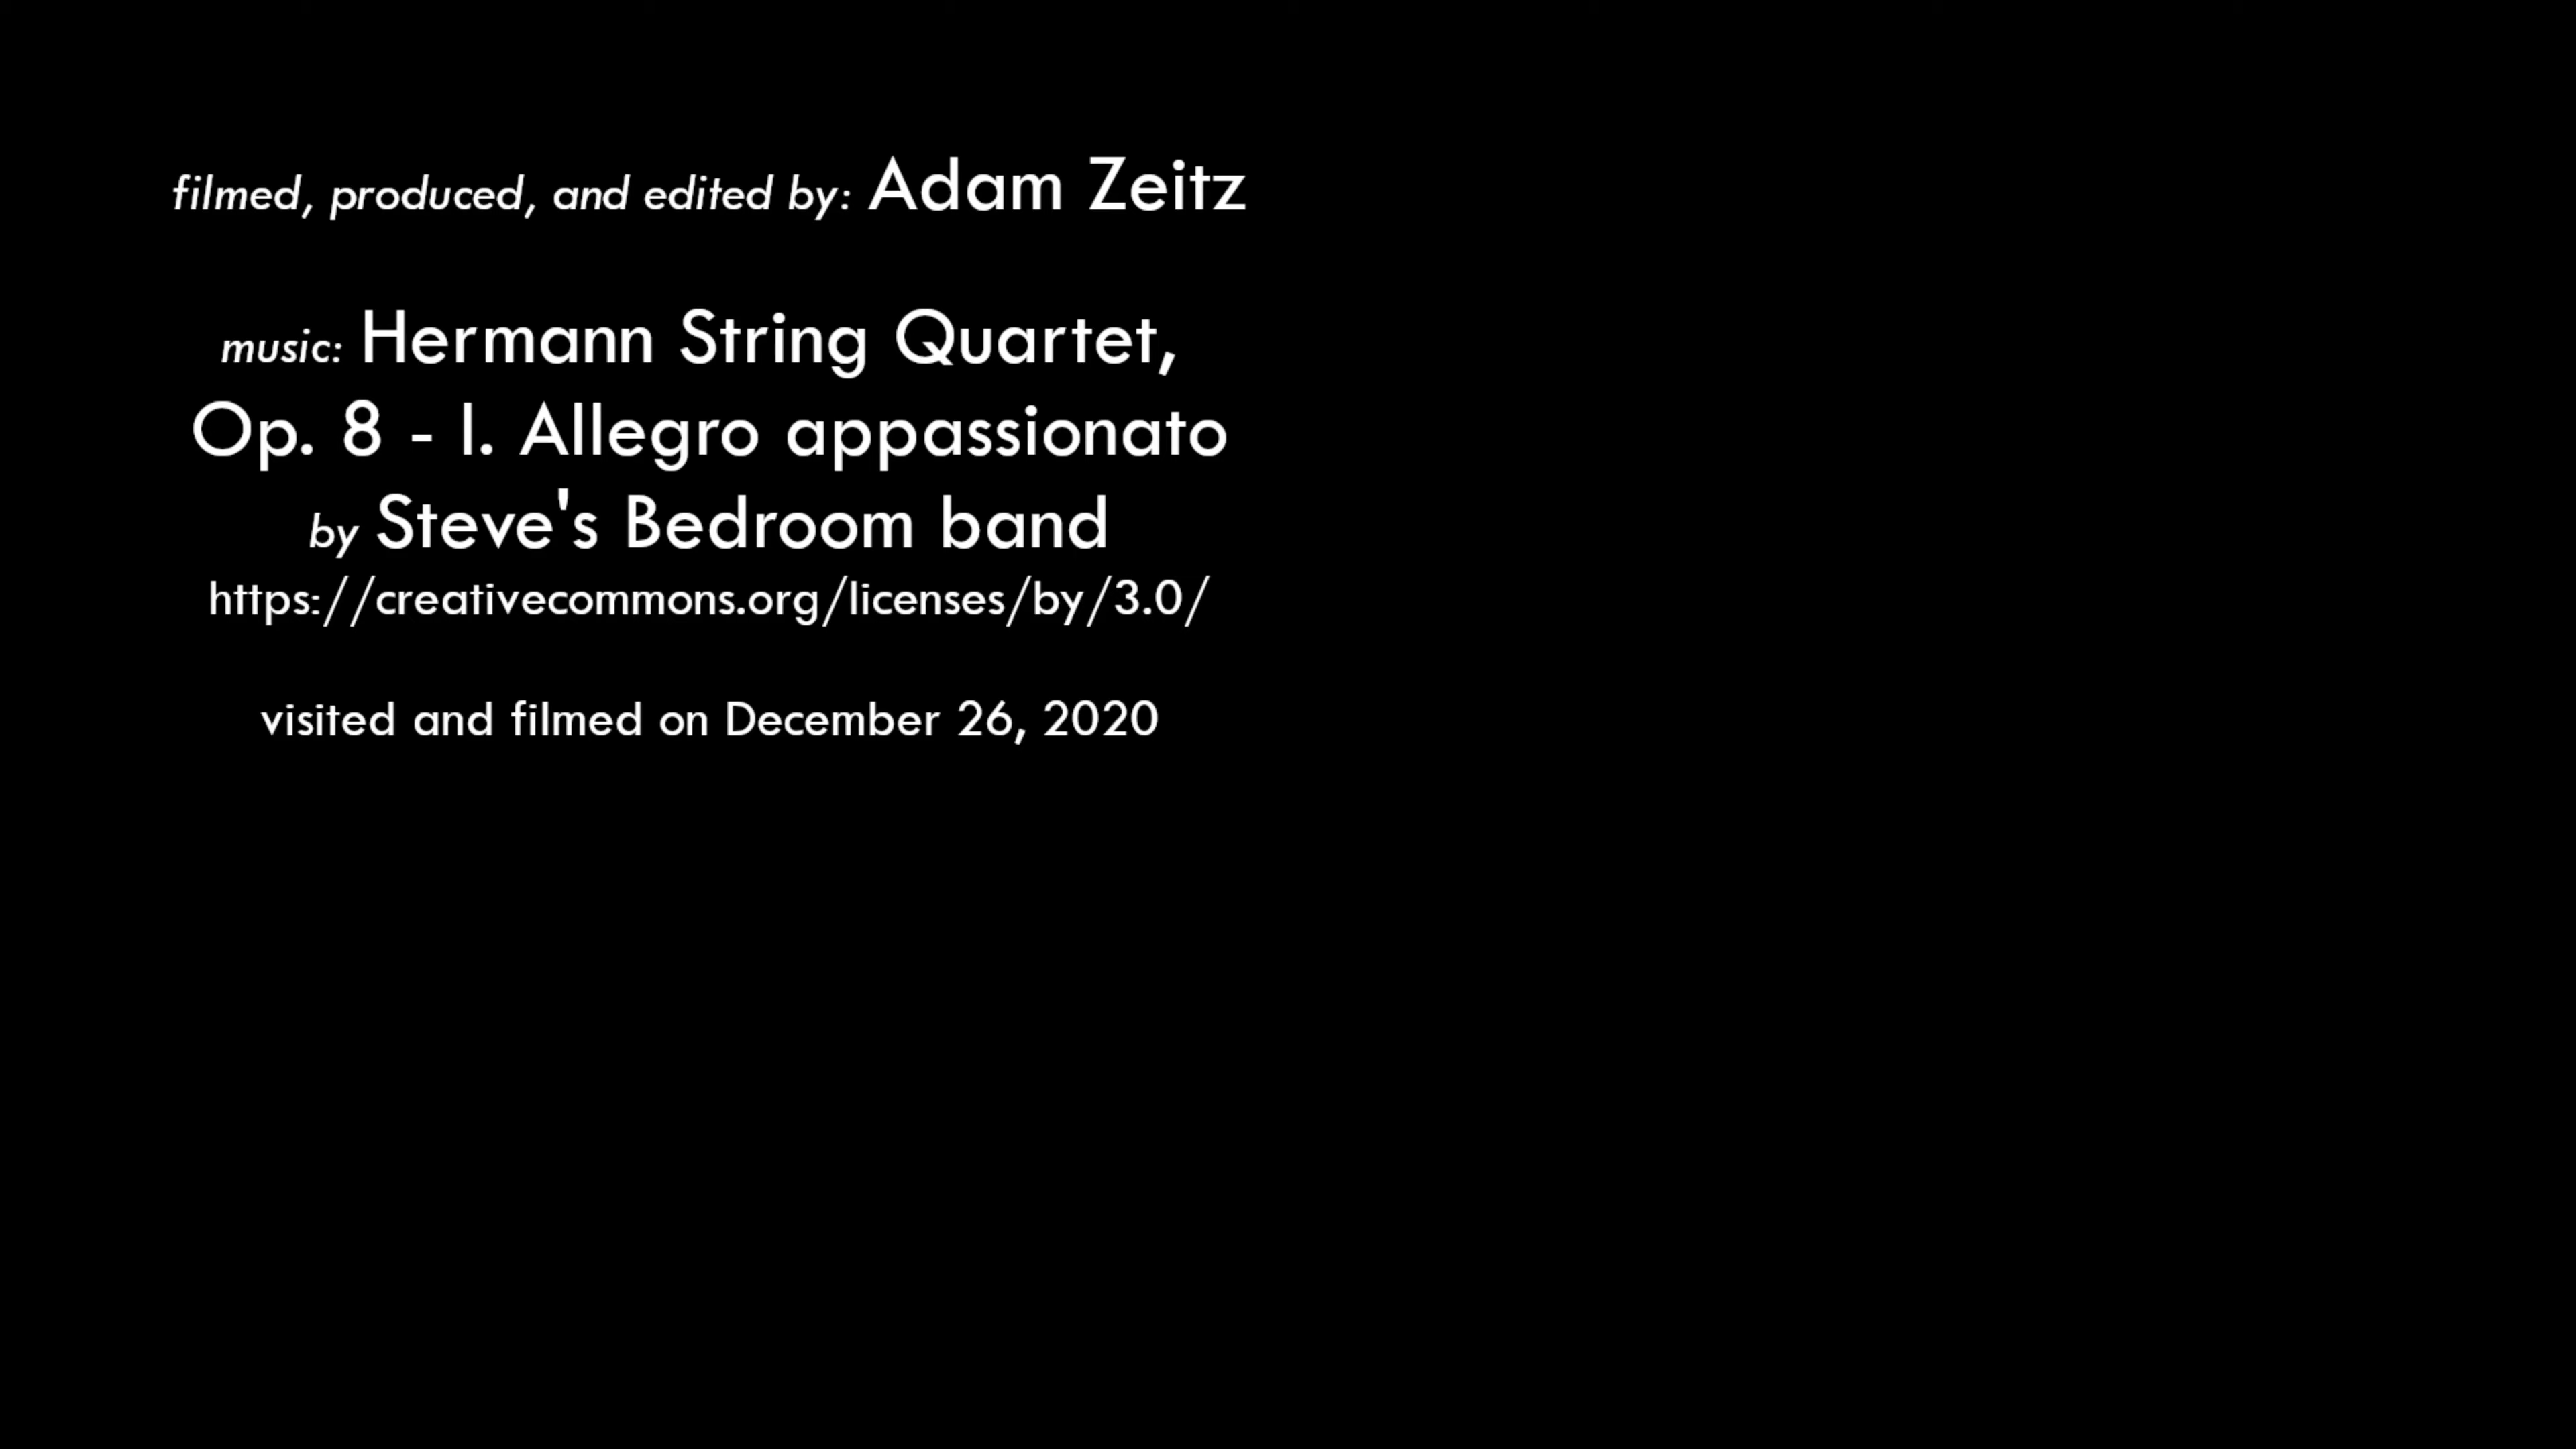 filmed, produced, and edited by: Adam Zeitz
music: Hermann String Quartet,
Op. 8 - I. Allegro appassionato
by Steve's Bedroom band
https://creativecommons.org/licenses/by/3.0/
visited and filmed on December 26, 2020